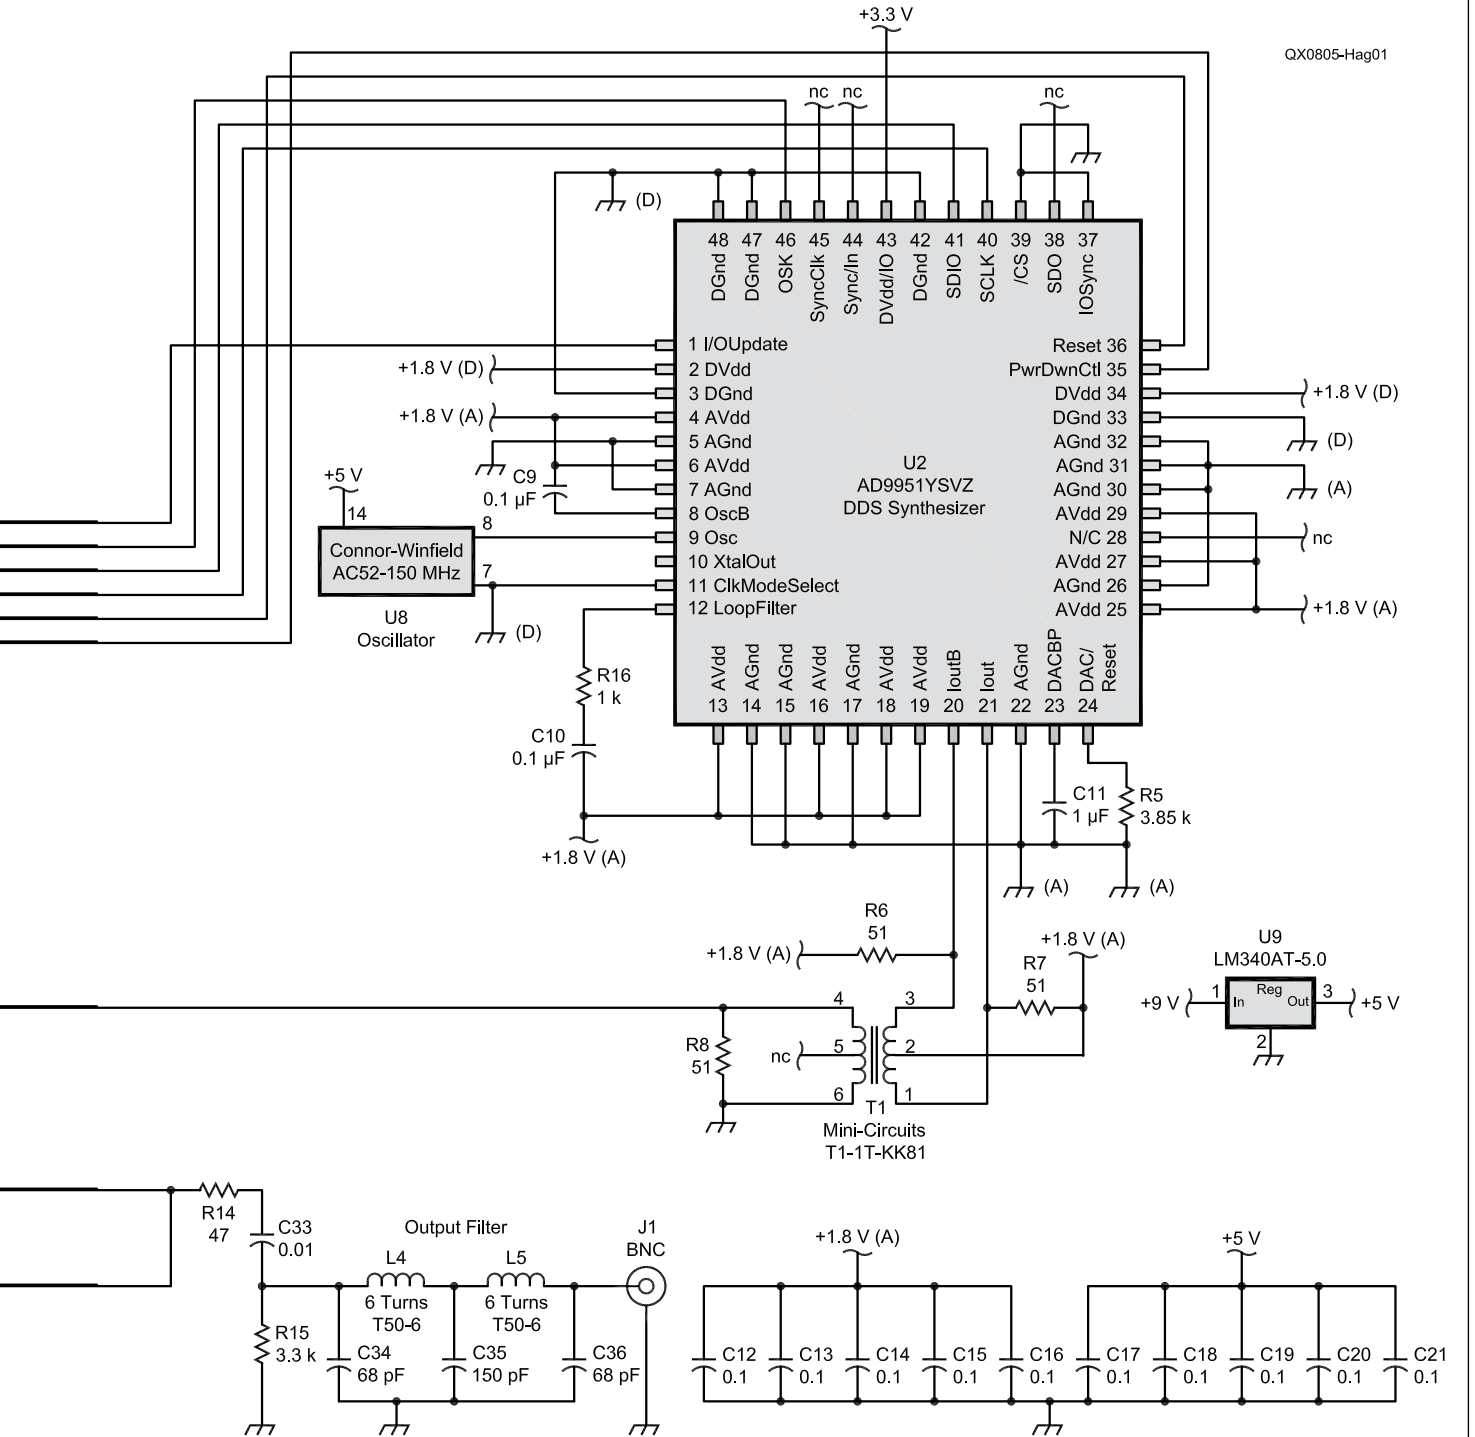 +3.3 V
QX0805-Hag01
nc
nc
nc
(D)
48 47 46 45 44 43 42 41 40 39 38 37
DGnd
DGnd
OSK
SyncClk
Sync/In
DVdd/IO
DGnd
SDIO
SCLK
/CS
SDO
IOSync
1 I/OUpdate
Reset 36
+1.8 V (D)
2 DVdd
PwrDwnCtl 35
3 DGnd
DVdd 34
+1.8 V (D)
+1.8 V (A)
4 AVdd
DGnd 33
5 AGnd
AGnd 32
(D)
6 AVdd
AGnd 31
7 AGnd
AGnd 30
(A)
8 OscB
AVdd 29
9 Osc
N/C 28
nc
10 XtalOut
AVdd 27
11 ClkModeSelect
AGnd 26
12 LoopFilter
AVdd 25
+1.8 V (A)
U2
AD9951YSVZ
DDS Synthesizer
C9
0.1 µF
+5 V
14
8
7
Connor-Winfield
AC52-150 MHz
U8
Oscillator
(D)
AVdd
AGnd
AGnd
AVdd
AGnd
AVdd
AVdd
IoutB
Iout
AGnd
DACBP
DAC/
Reset
13 14 15 16 17 18 19 20 21 22 23 24
R16
1 k
C10
0.1 µF
+1.8 V (A)
C11
1 µF
R5
3.85 k
(A)
(A)
R6
51
+1.8 V (A)
+1.8 V (A)
R7
51
U9
LM340AT-5.0
+9 V
1
In
Reg
Out
3
+5 V
2
4
3
R8
51
nc
5
2
6
1
T1
Mini-Circuits
T1-1T-KK81
R14
47
C33
0.01
Output Filter
L4
6 Turns
T50-6
L5
6 Turns
T50-6
J1
BNC
R15
3.3 k
C34
68 pF
C35
150 pF
C36
68 pF
+1.8 V (A)
+5 V
C12
0.1
C13
0.1
C14
0.1
C15
0.1
C16
0.1
C17
0.1
C18
0.1
C19
0.1
C20
0.1
C21
0.1